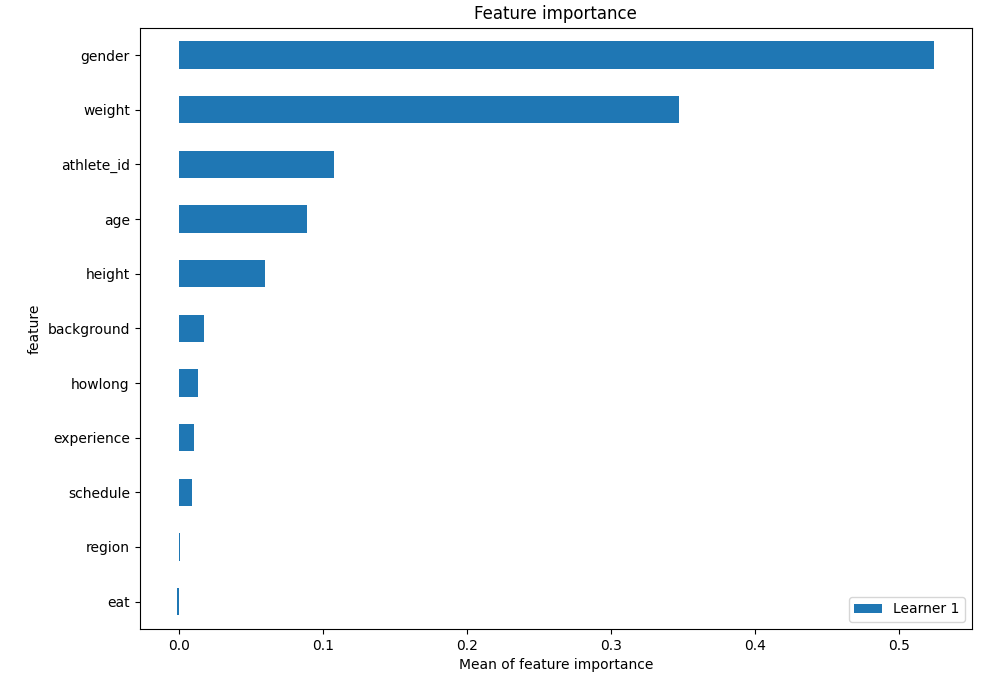 Feature importance
gender
weight
athlete_id
age
height
background
howlong
experience
schedule
region
eat
feature
0.0 0.1 0.2 0.3 0.4 0.5
Mean of feature importance
Learner 1